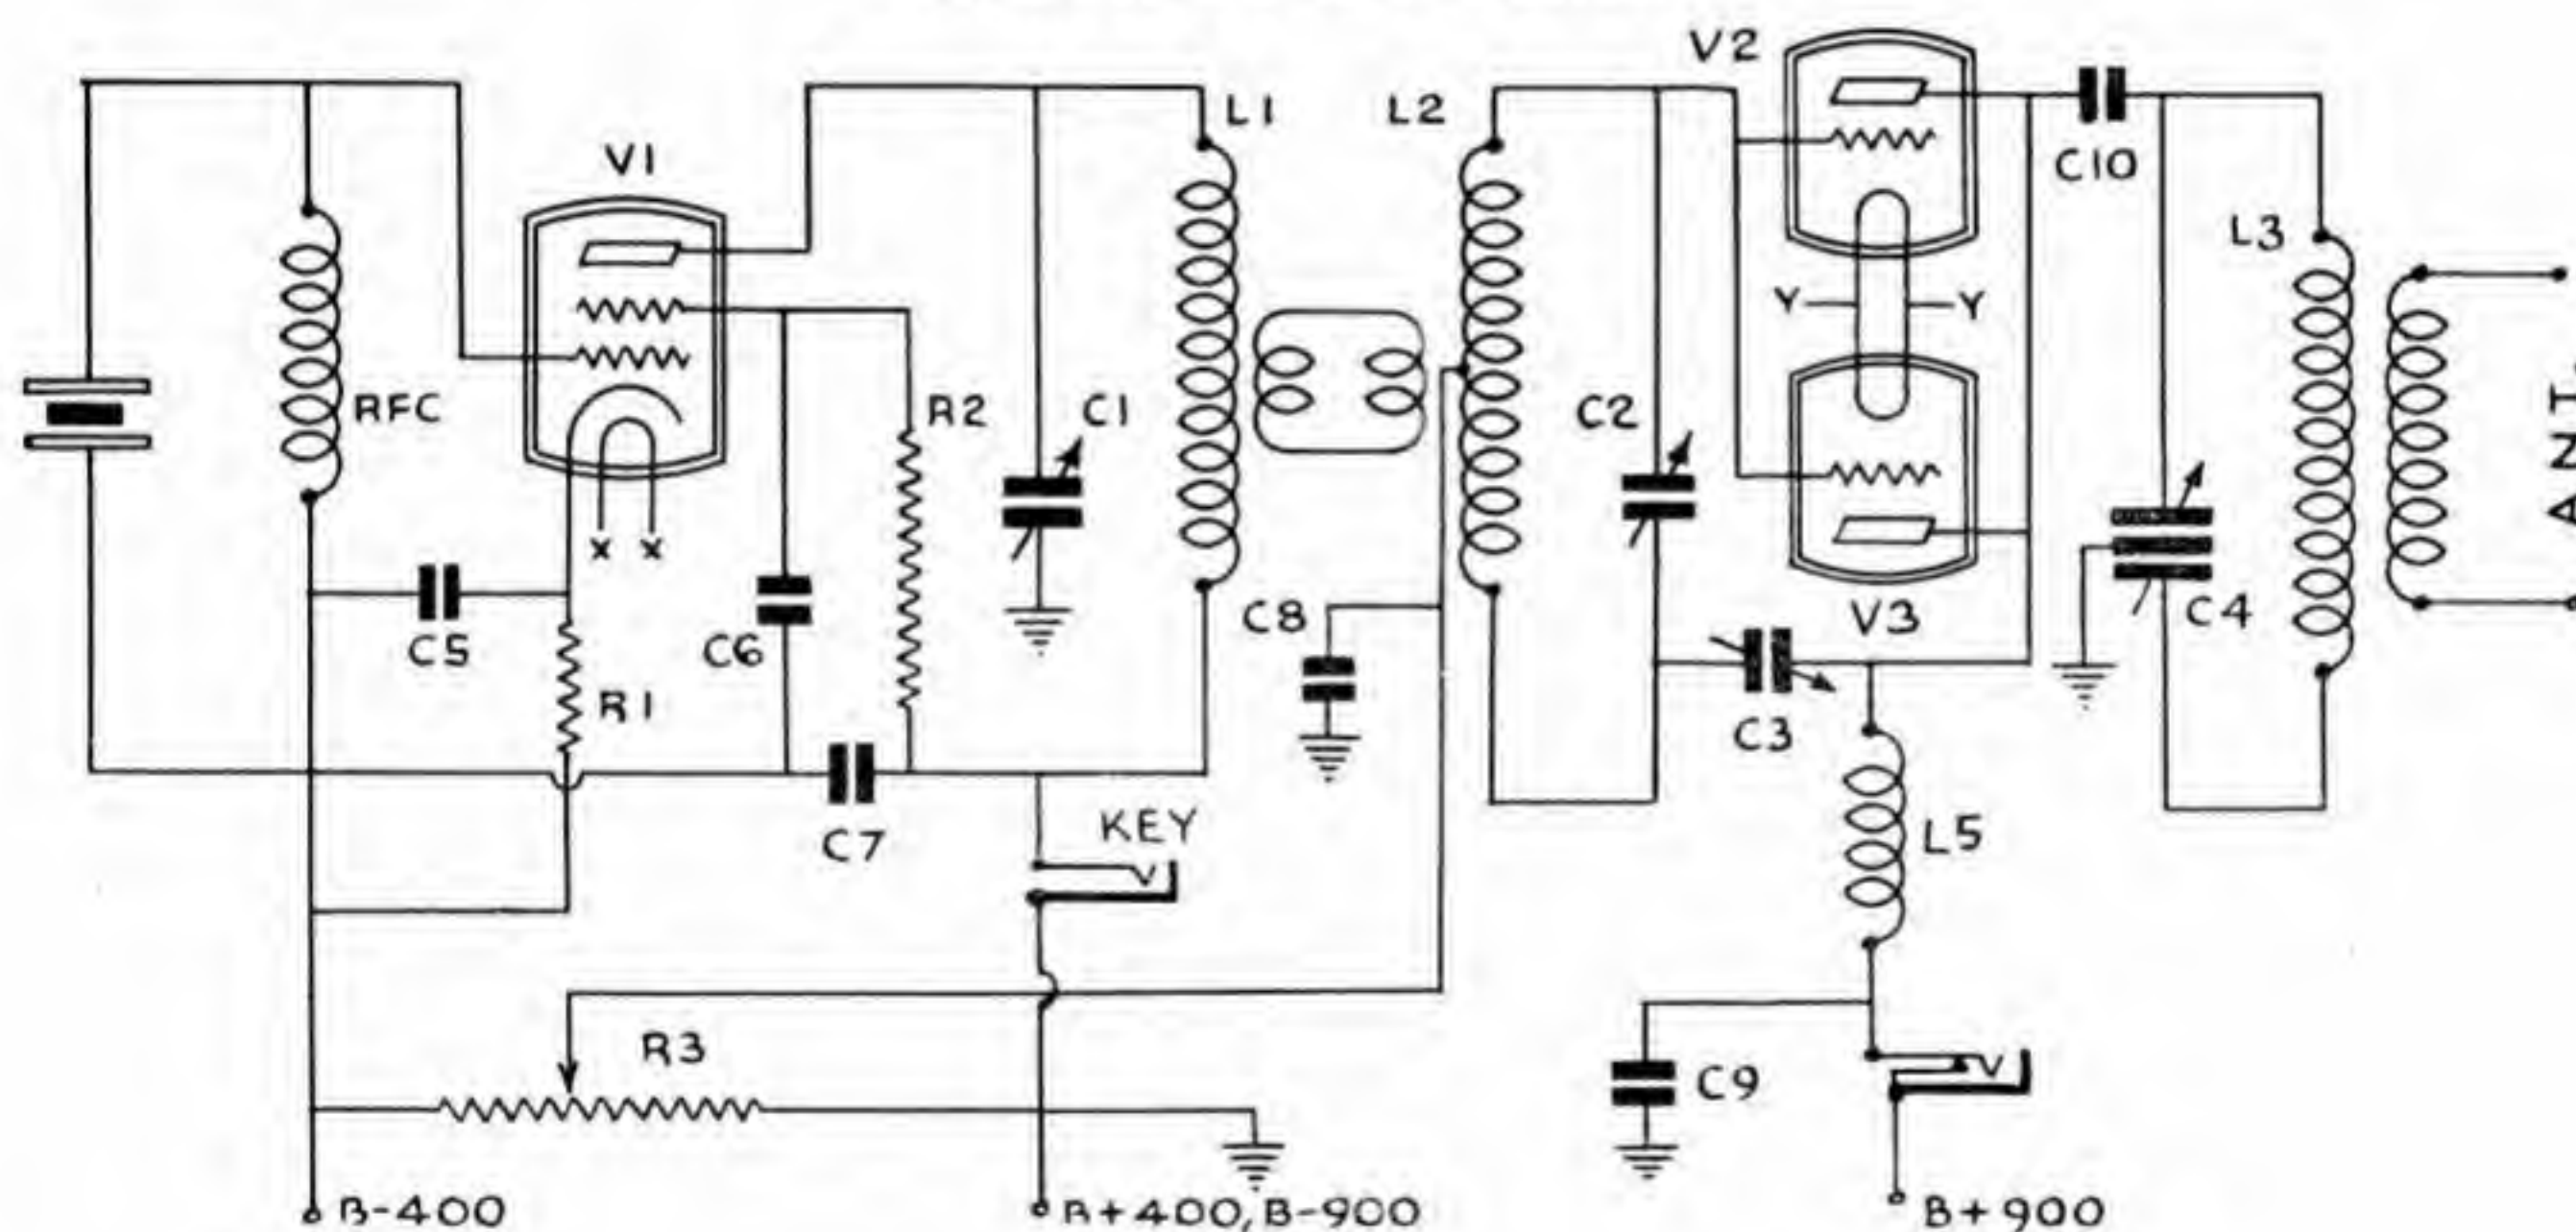 V2
L1
L2
V1
C10
L3
Y
Y
RFC
R2
C1
C2
ANT.
C8
V3
C4
C5
C6
R1
C3
KEY
C7
L5
R3
C9
B-400
B+400, B-900
B+900
x x